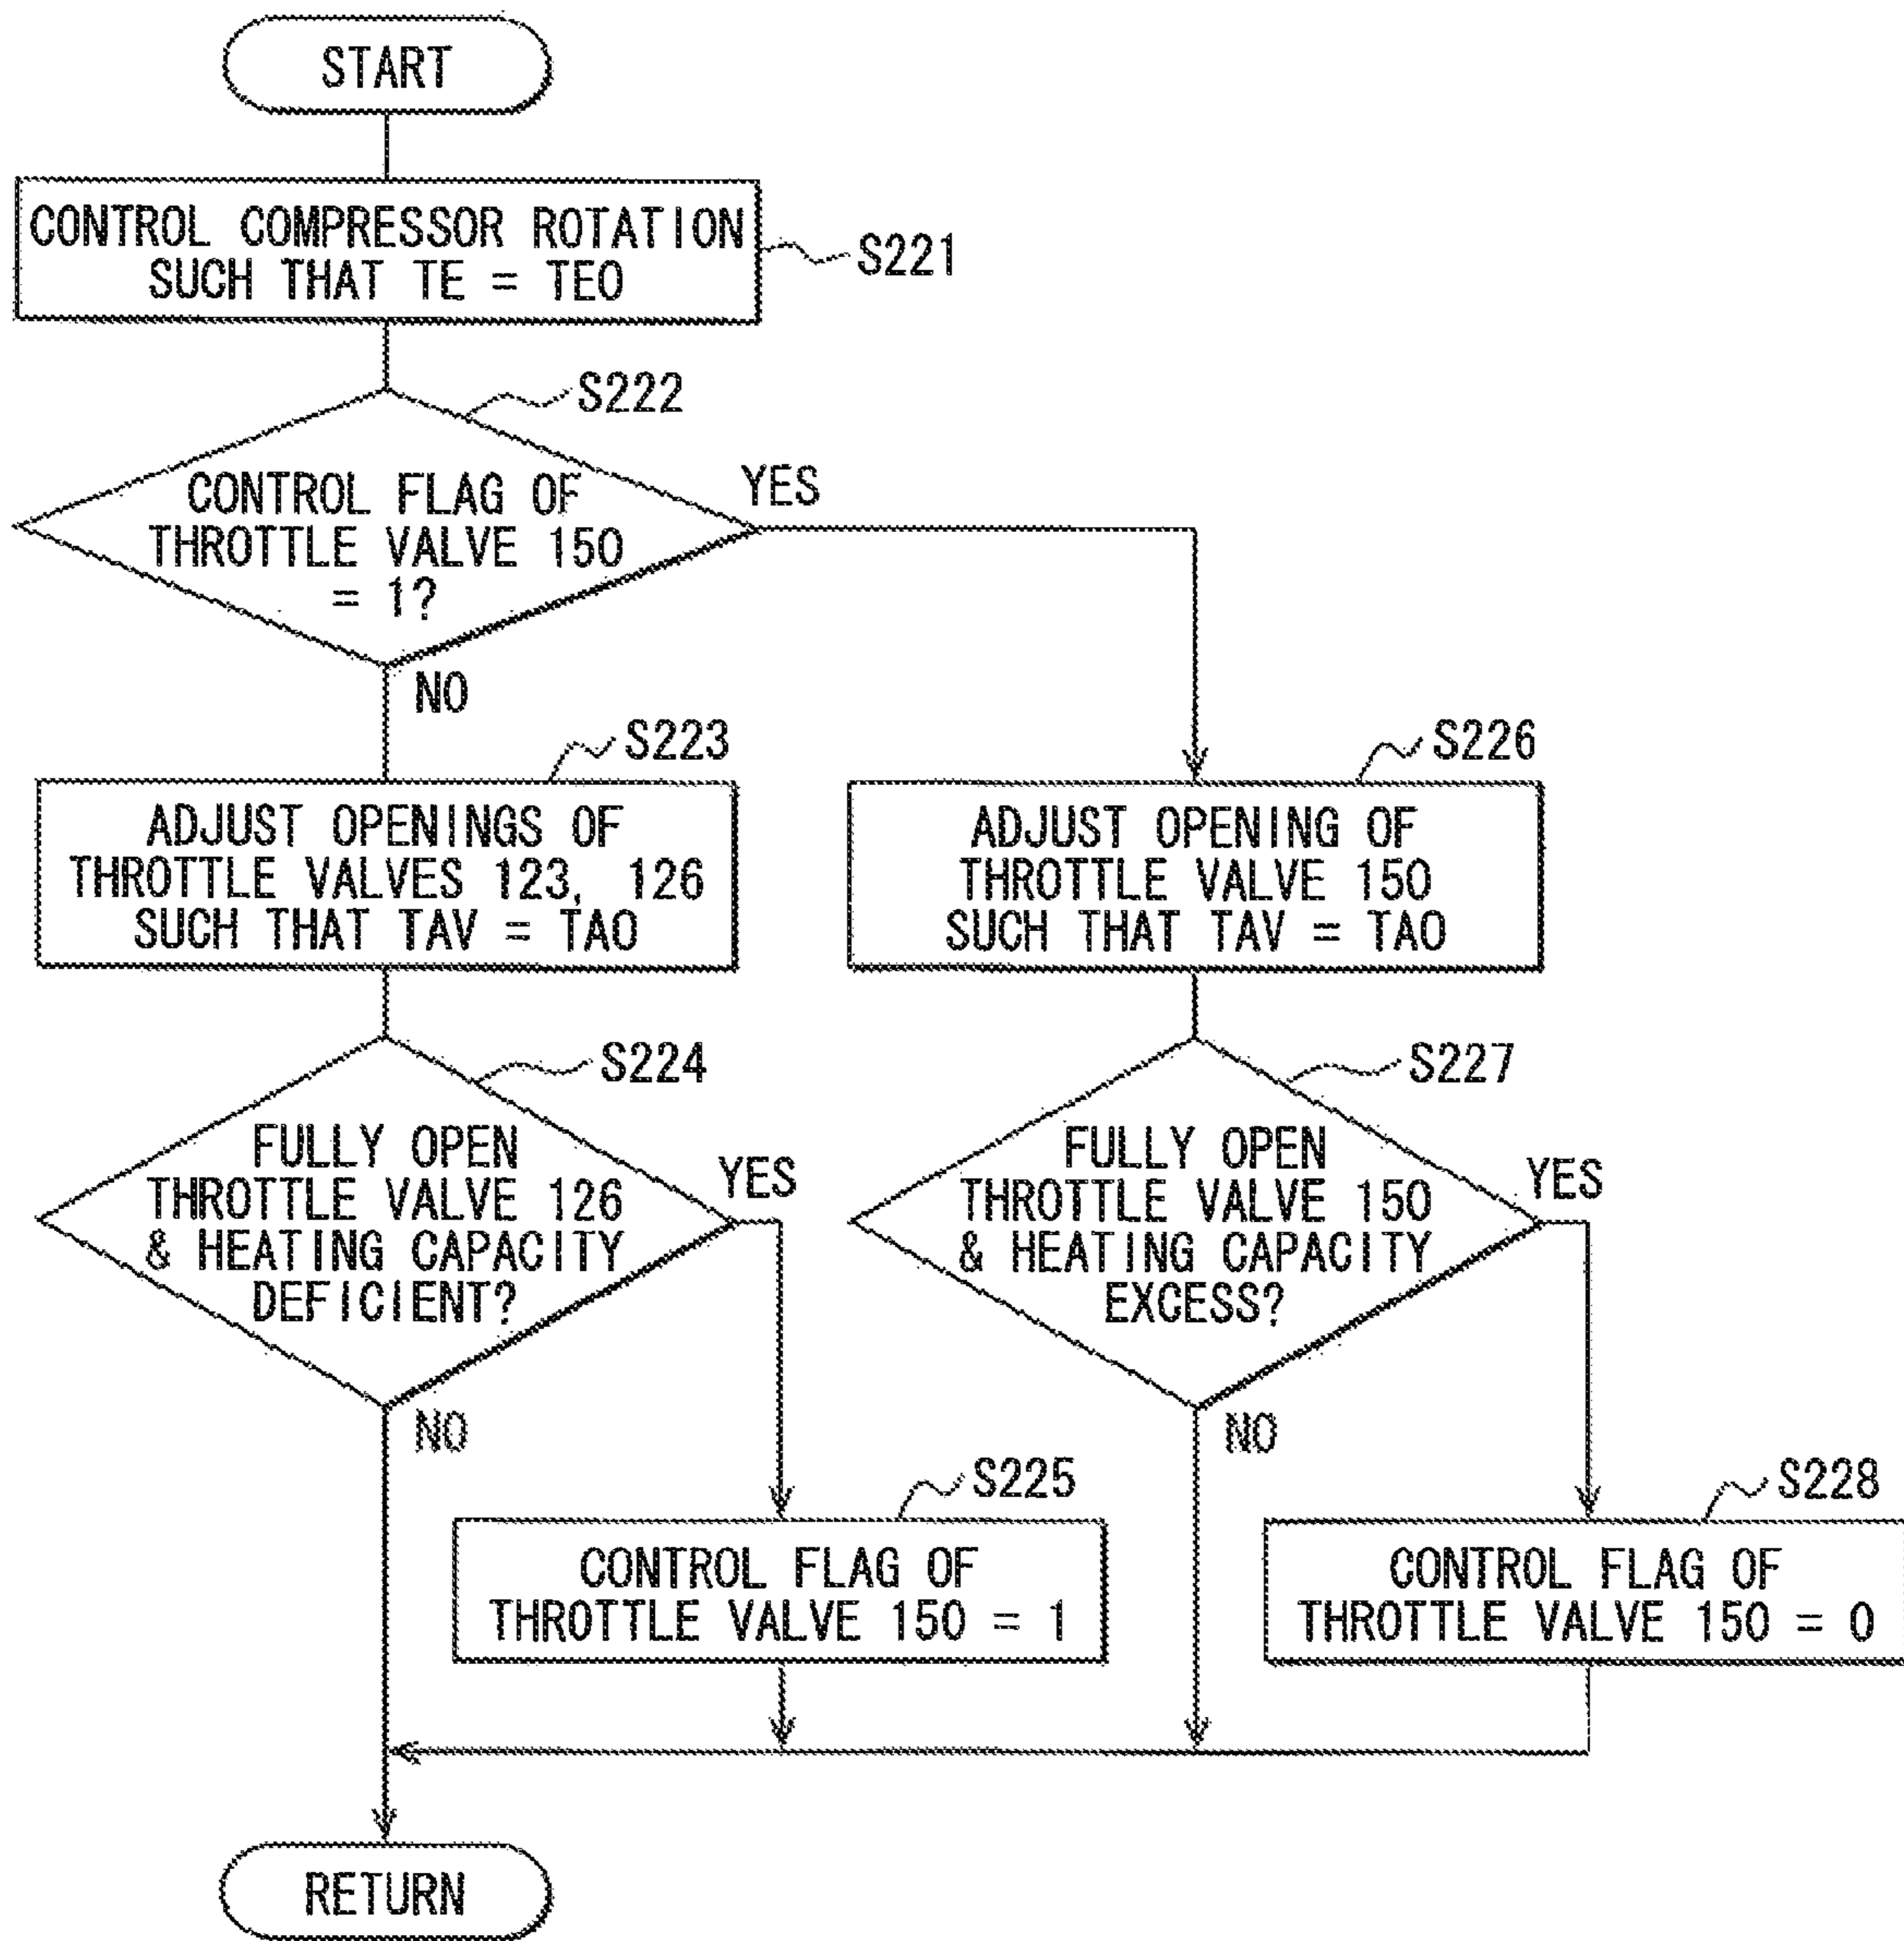 START
CONTROL COMPRESSOR ROTATION
SUCH THAT TE = TEO
S221
S222
CONTROL FLAG OF
THROTTLE VALVE 150
= 1?
YES
NO
S223
ADJUST OPENINGS OF
THROTTLE VALVES 123, 126
SUCH THAT TAV = TAO
S226
ADJUST OPENING OF
THROTTLE VALVE 150
SUCH THAT TAV = TAO
S224
FULLY OPEN
THROTTLE VALVE 126
& HEATING CAPACITY
DEFICIENT?
YES
NO
S227
FULLY OPEN
THROTTLE VALVE 150
& HEATING CAPACITY
EXCESS?
YES
NO
S225
CONTROL FLAG OF
THROTTLE VALVE 150 = 1
S228
CONTROL FLAG OF
THROTTLE VALVE 150 = 0
RETURN